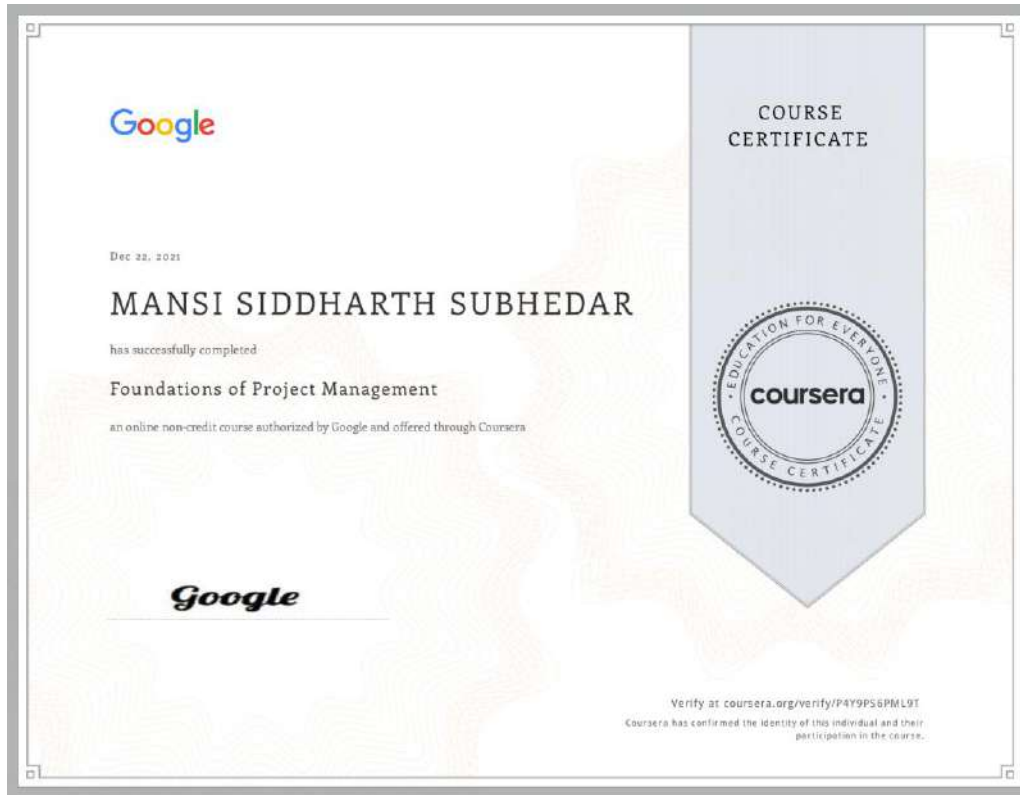 Google
COURSE
CERTIFICATE
Dec 22, 2021
MANSI SIDDHARTH SUBHEDAR
has successfully completed
Foundations of Project Management
an online non-credit course authorized by Google and offered through Coursera
EDUCATION FOR EVERYONE
coursera
COURSE CERTIFICATE
Google
Verify at coursera.org/verify/P4Y9PS6PML9T
Coursera has confirmed the identity of this individual and their
participation in the course.